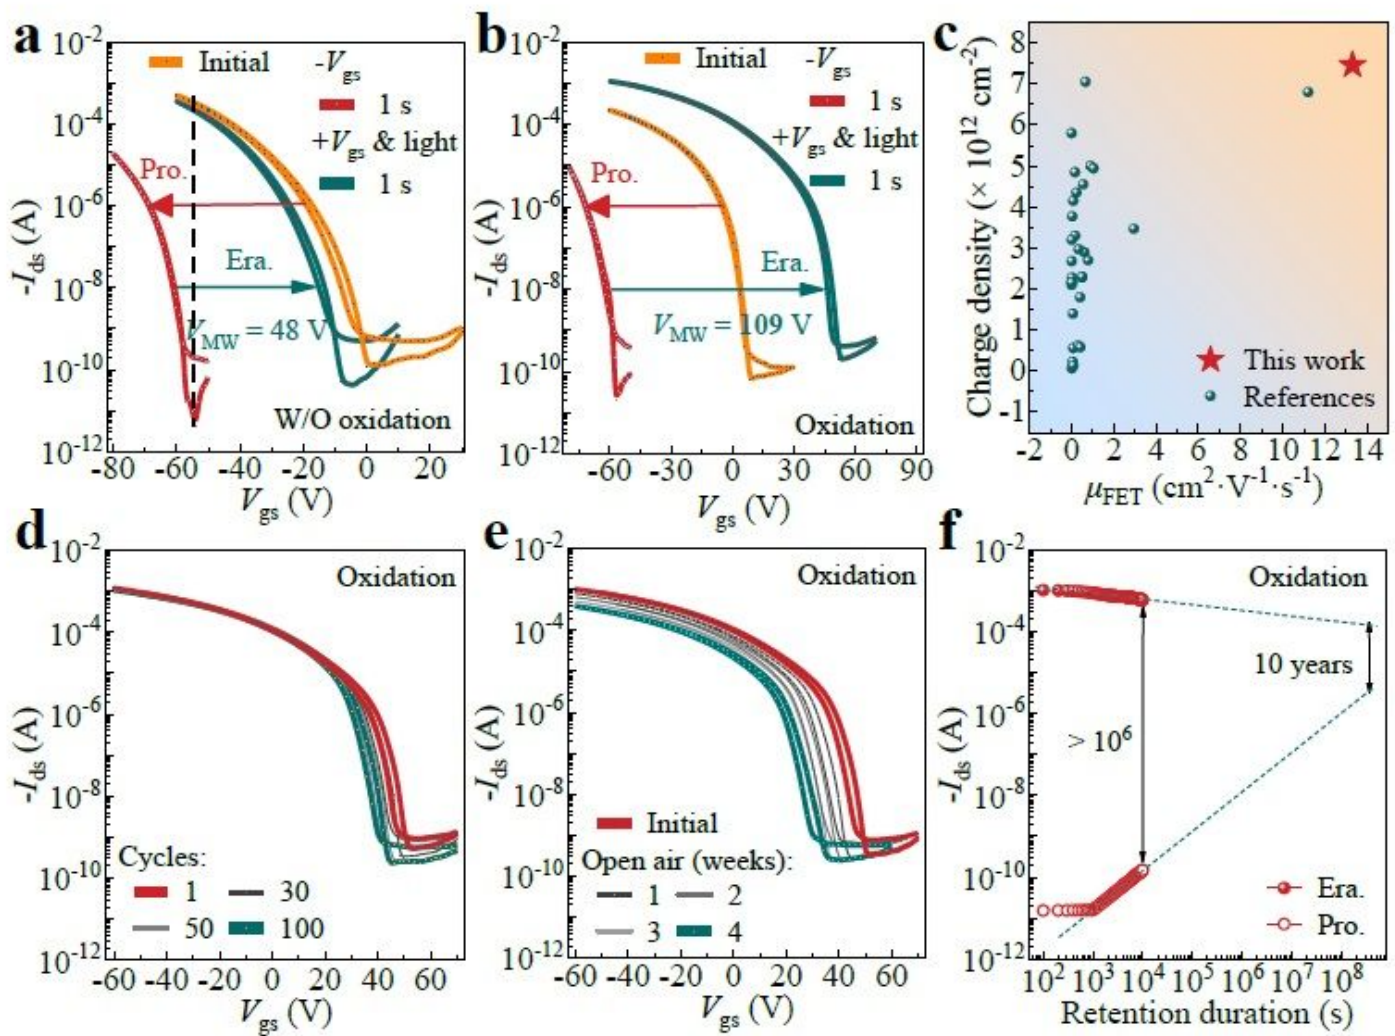 a
10-2
10-4
10-6
10-8
10-10
10-12
-Ids (A)
Initial
-Vgs
1 s
+Vgs & light
1 s
Pro.
Era.
VMW = 48 V
W/O oxidation
-80 -60 -40 -20 0 20
Vgs (V)
b
10-2
10-4
10-6
10-8
10-10
10-12
-Ids (A)
Initial
-Vgs
1 s
+Vgs & light
1 s
Pro.
Era.
VMW = 109 V
Oxidation
-60 -30 0 30 60 90
Vgs (V)
c
8
7
6
5
4
3
2
1
0
-1
Charge density (× 1012 cm-2)
This work
References
-2 0 2 4 6 8 10 12 14
μFET (cm2·V-1·s-1)
d
10-2
10-4
10-6
10-8
10-10
10-12
-Ids (A)
Oxidation
Cycles:
1 30
50 100
-60 -40 -20 0 20 40 60
Vgs (V)
e
10-2
10-4
10-6
10-8
10-10
10-12
-Ids (A)
Oxidation
Initial
Open air (weeks):
1 2
3 4
-60 -40 -20 0 20 40 60
Vgs (V)
f
10-2
10-4
10-6
10-8
10-10
10-12
-Ids (A)
Oxidation
10 years
> 106
Era.
Pro.
102 103 104 105 106 107 108
Retention duration (s)